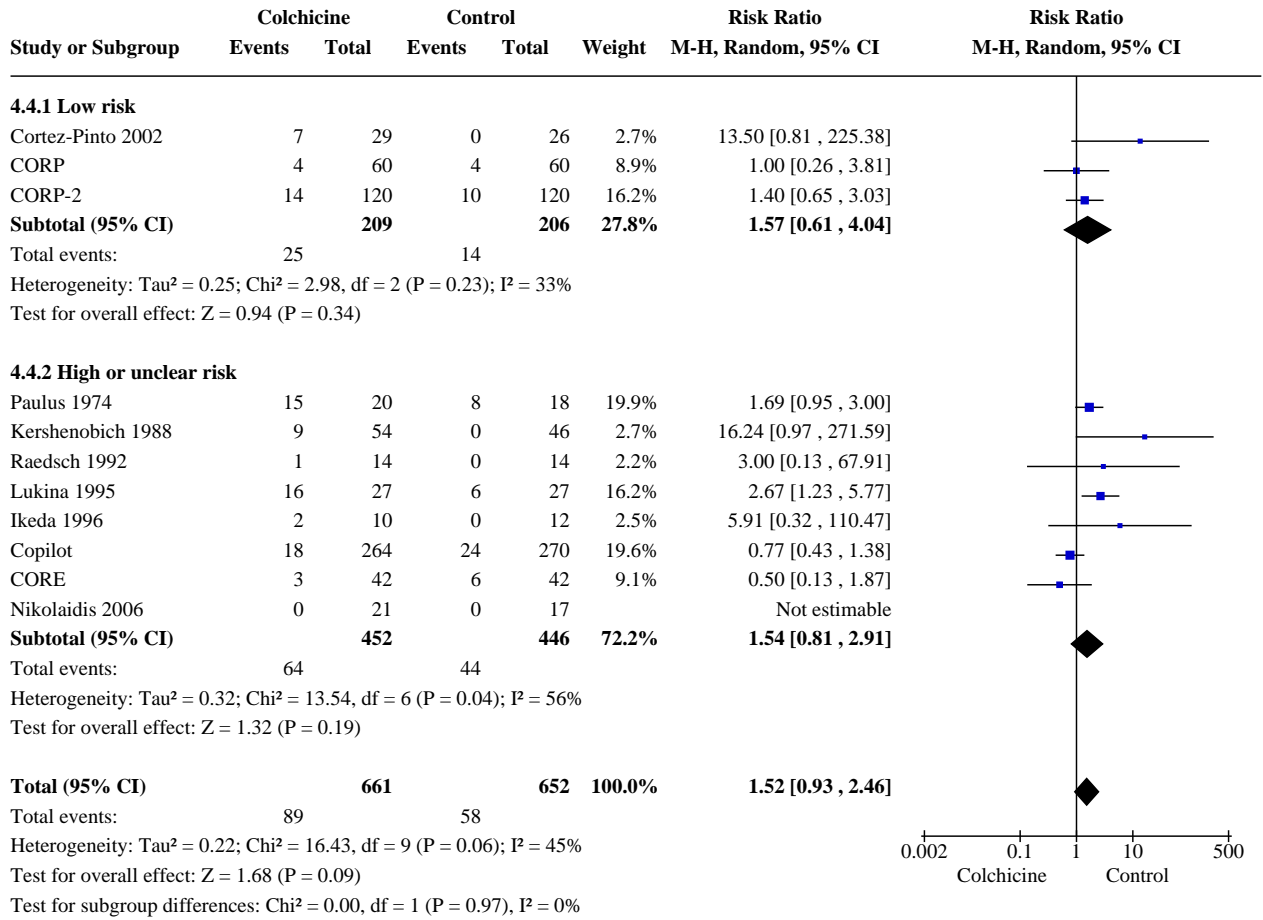 Colchicine Control Risk Ratio Risk Ratio
Study or Subgroup Events Total Events Total Weight M-H, Random, 95% CI M-H, Random, 95% CI
4.4.1 Low risk
Cortez-Pinto 2002 7 29 0 26 2.7% 13.50 [0.81 , 225.38]
CORP 4 60 4 60 8.9% 1.00 [0.26 , 3.81]
CORP-2 14 120 10 120 16.2% 1.40 [0.65 , 3.03]
Subtotal (95% CI) 209 206 27.8% 1.57 [0.61 , 4.04]
Total events: 25 14
Heterogeneity: Tau² = 0.25; Chi² = 2.98, df = 2 (P = 0.23); I² = 33%
Test for overall effect: Z = 0.94 (P = 0.34)
4.4.2 High or unclear risk
Paulus 1974 15 20 8 18 19.9% 1.69 [0.95 , 3.00]
Kershenobich 1988 9 54 0 46 2.7% 16.24 [0.97 , 271.59]
Raedsch 1992 1 14 0 14 2.2% 3.00 [0.13 , 67.91]
Lukina 1995 16 27 6 27 16.2% 2.67 [1.23 , 5.77]
Ikeda 1996 2 10 0 12 2.5% 5.91 [0.32 , 110.47]
Copilot 18 264 24 270 19.6% 0.77 [0.43 , 1.38]
CORE 3 42 6 42 9.1% 0.50 [0.13 , 1.87]
Nikolaidis 2006 0 21 0 17 Not estimable
Subtotal (95% CI) 452 446 72.2% 1.54 [0.81 , 2.91]
Total events: 64 44
Heterogeneity: Tau² = 0.32; Chi² = 13.54, df = 6 (P = 0.04); I² = 56%
Test for overall effect: Z = 1.32 (P = 0.19)
Total (95% CI) 661 652 100.0% 1.52 [0.93 , 2.46]
Total events: 89 58
Heterogeneity: Tau² = 0.22; Chi² = 16.43, df = 9 (P = 0.06); I² = 45%
Test for overall effect: Z = 1.68 (P = 0.09)
Test for subgroup differences: Chi² = 0.00, df = 1 (P = 0.97), I² = 0%
0.002 0.1 1 10 500
Colchicine Control